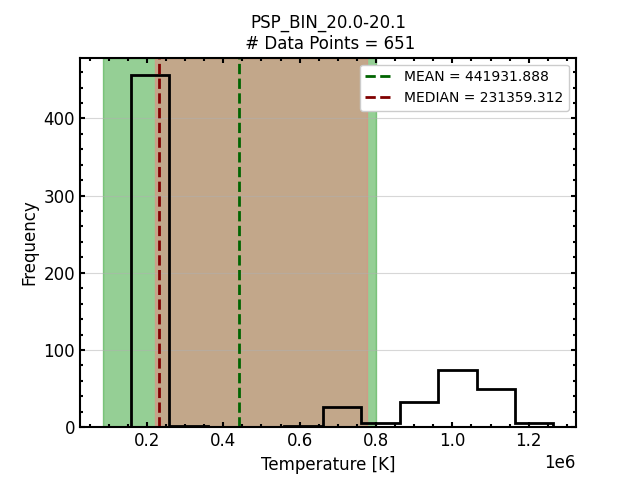 PSP_BIN_20.0-20.1
# Data Points = 651
MEAN = 441931.888
MEDIAN = 231359.312
Frequency
400
300
200
100
0
0.2 0.4 0.6 0.8 1.0 1.2
1e6
Temperature [K]